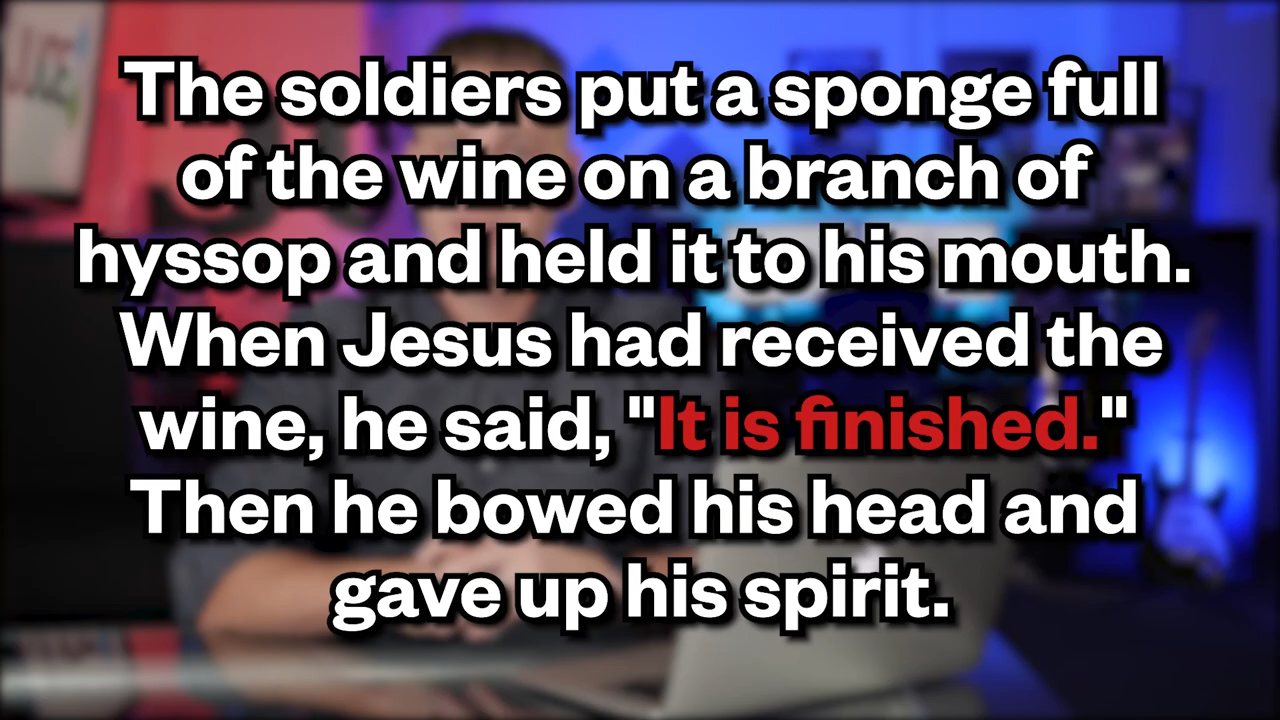 The soldiers put a sponge full
of the wine on a branch of
hyssop and held it to his mouth.
When Jesus had received the
wine, he said, "It is finished."
Then he bowed his head and
gave up his spirit.